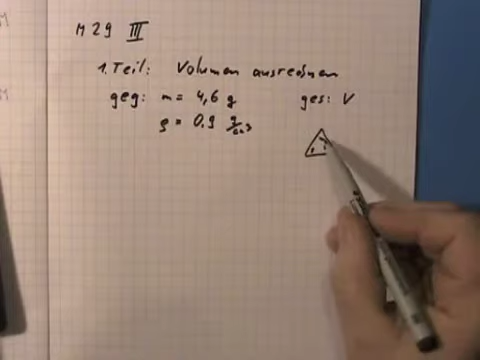 M 29 III
1. Teil: Volumen ausrechnen
geg: m = 4,6 g ges: V
ρ = 0,9 g/cm³